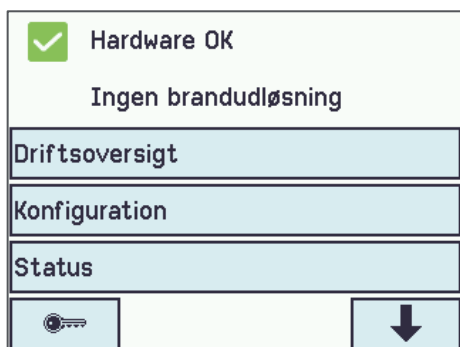 Hardware OK
Ingen brandudløsning
Driftsoversigt
Konfiguration
Status